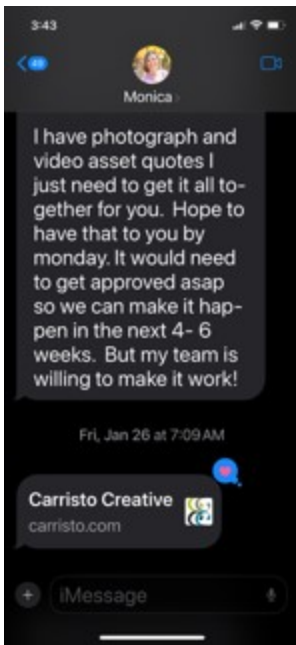 3:43
49
Monica
I have photograph and
video asset quotes I
just need to get it all to-
gether for you. Hope to
have that to you by
monday. It would need
to get approved asap
so we can make it hap-
pen in the next 4- 6
weeks. But my team is
willing to make it work!
Fri, Jan 26 at 7:09 AM
Carristo Creative
carristo.com
iMessage